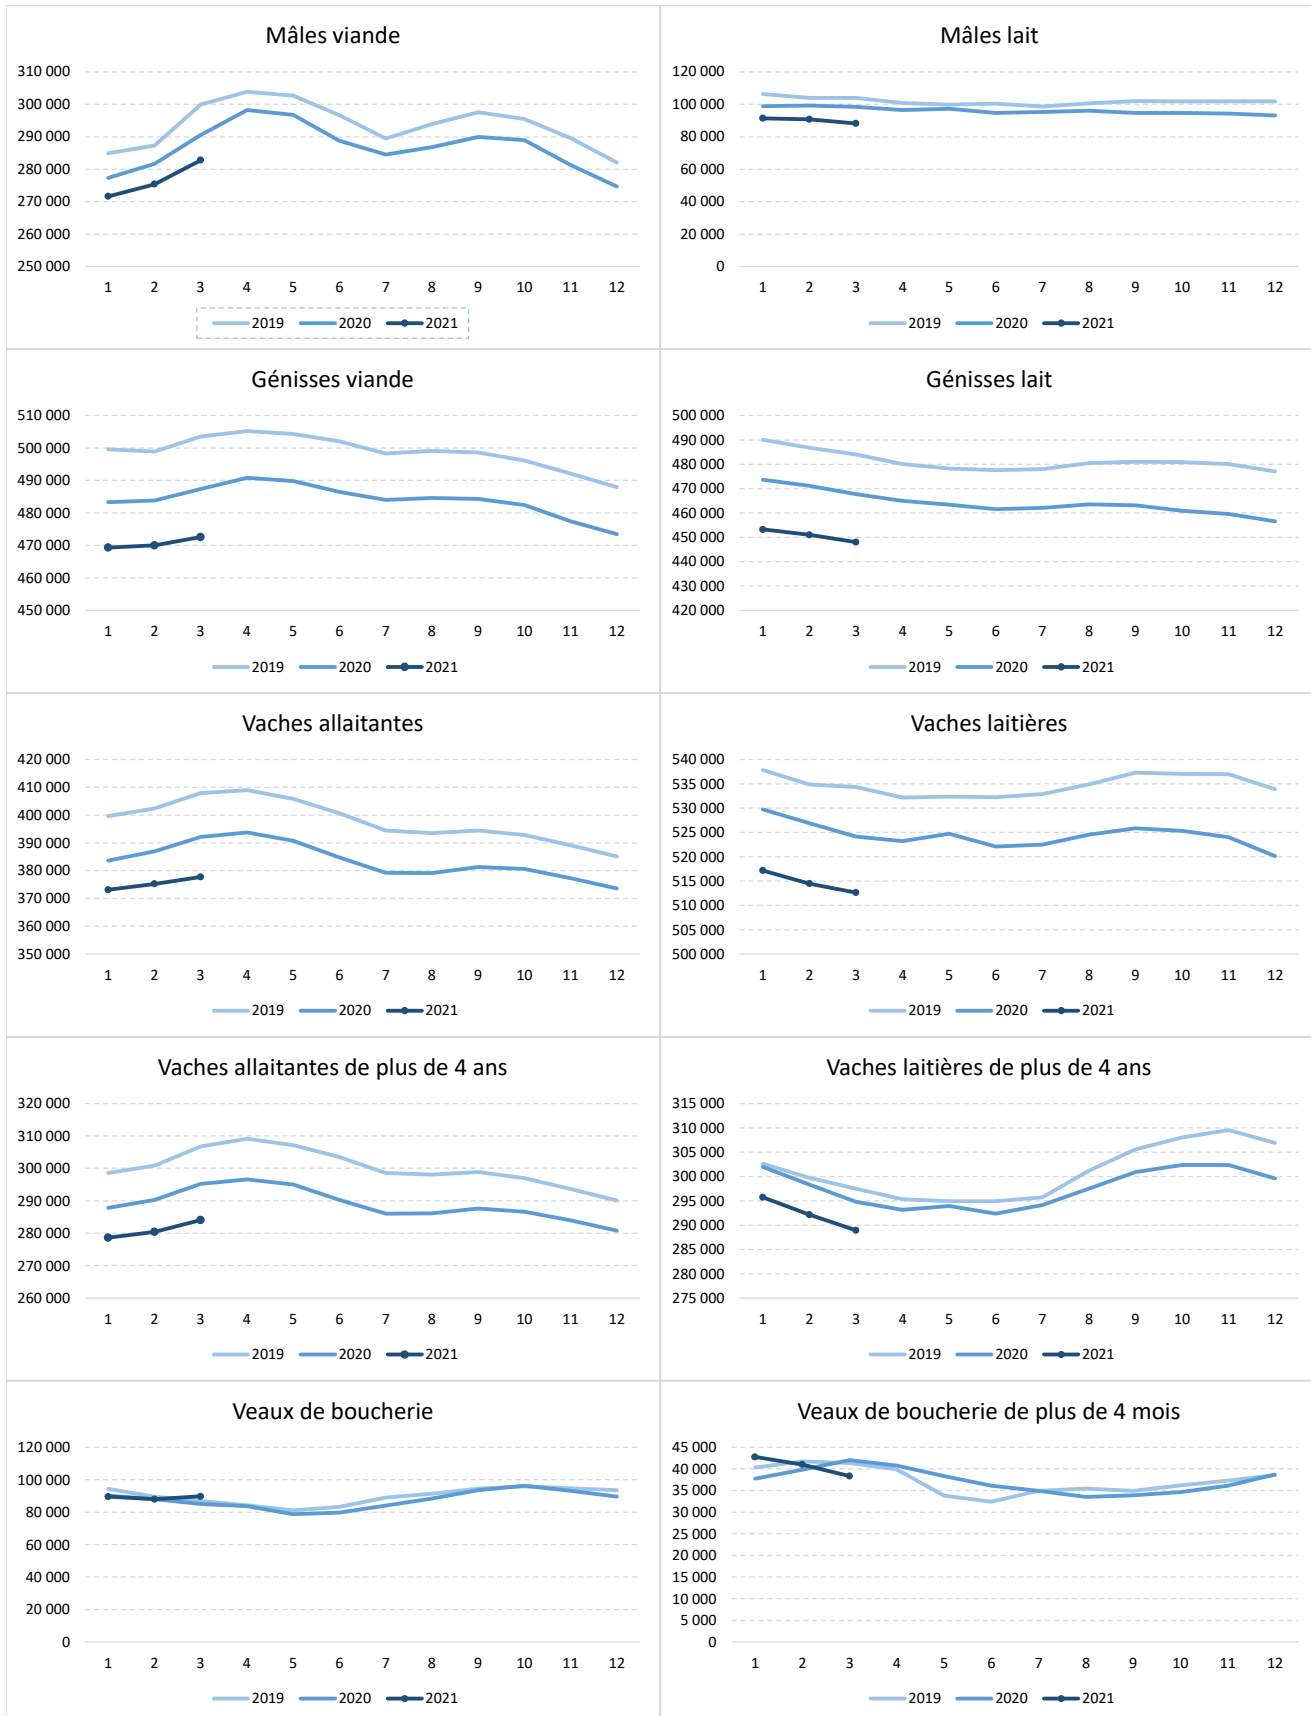 Mâles viande
310 000
300 000
290 000
280 000
270 000
260 000
250 000
1 2 3 4 5 6 7 8 9 10 11 12
2019 2020 2021
Mâles lait
120 000
100 000
80 000
60 000
40 000
20 000
0
1 2 3 4 5 6 7 8 9 10 11 12
2019 2020 2021
Génisses viande
510 000
500 000
490 000
480 000
470 000
460 000
450 000
1 2 3 4 5 6 7 8 9 10 11 12
2019 2020 2021
Génisses lait
500 000
490 000
480 000
470 000
460 000
450 000
440 000
430 000
420 000
1 2 3 4 5 6 7 8 9 10 11 12
2019 2020 2021
Vaches allaitantes
420 000
410 000
400 000
390 000
380 000
370 000
360 000
350 000
1 2 3 4 5 6 7 8 9 10 11 12
2019 2020 2021
Vaches laitières
540 000
535 000
530 000
525 000
520 000
515 000
510 000
505 000
500 000
1 2 3 4 5 6 7 8 9 10 11 12
2019 2020 2021
Vaches allaitantes de plus de 4 ans
320 000
310 000
300 000
290 000
280 000
270 000
260 000
1 2 3 4 5 6 7 8 9 10 11 12
2019 2020 2021
Vaches laitières de plus de 4 ans
315 000
310 000
305 000
300 000
295 000
290 000
285 000
280 000
275 000
1 2 3 4 5 6 7 8 9 10 11 12
2019 2020 2021
Veaux de boucherie
120 000
100 000
80 000
60 000
40 000
20 000
0
1 2 3 4 5 6 7 8 9 10 11 12
2019 2020 2021
Veaux de boucherie de plus de 4 mois
45 000
40 000
35 000
30 000
25 000
20 000
15 000
10 000
5 000
0
1 2 3 4 5 6 7 8 9 10 11 12
2019 2020 2021